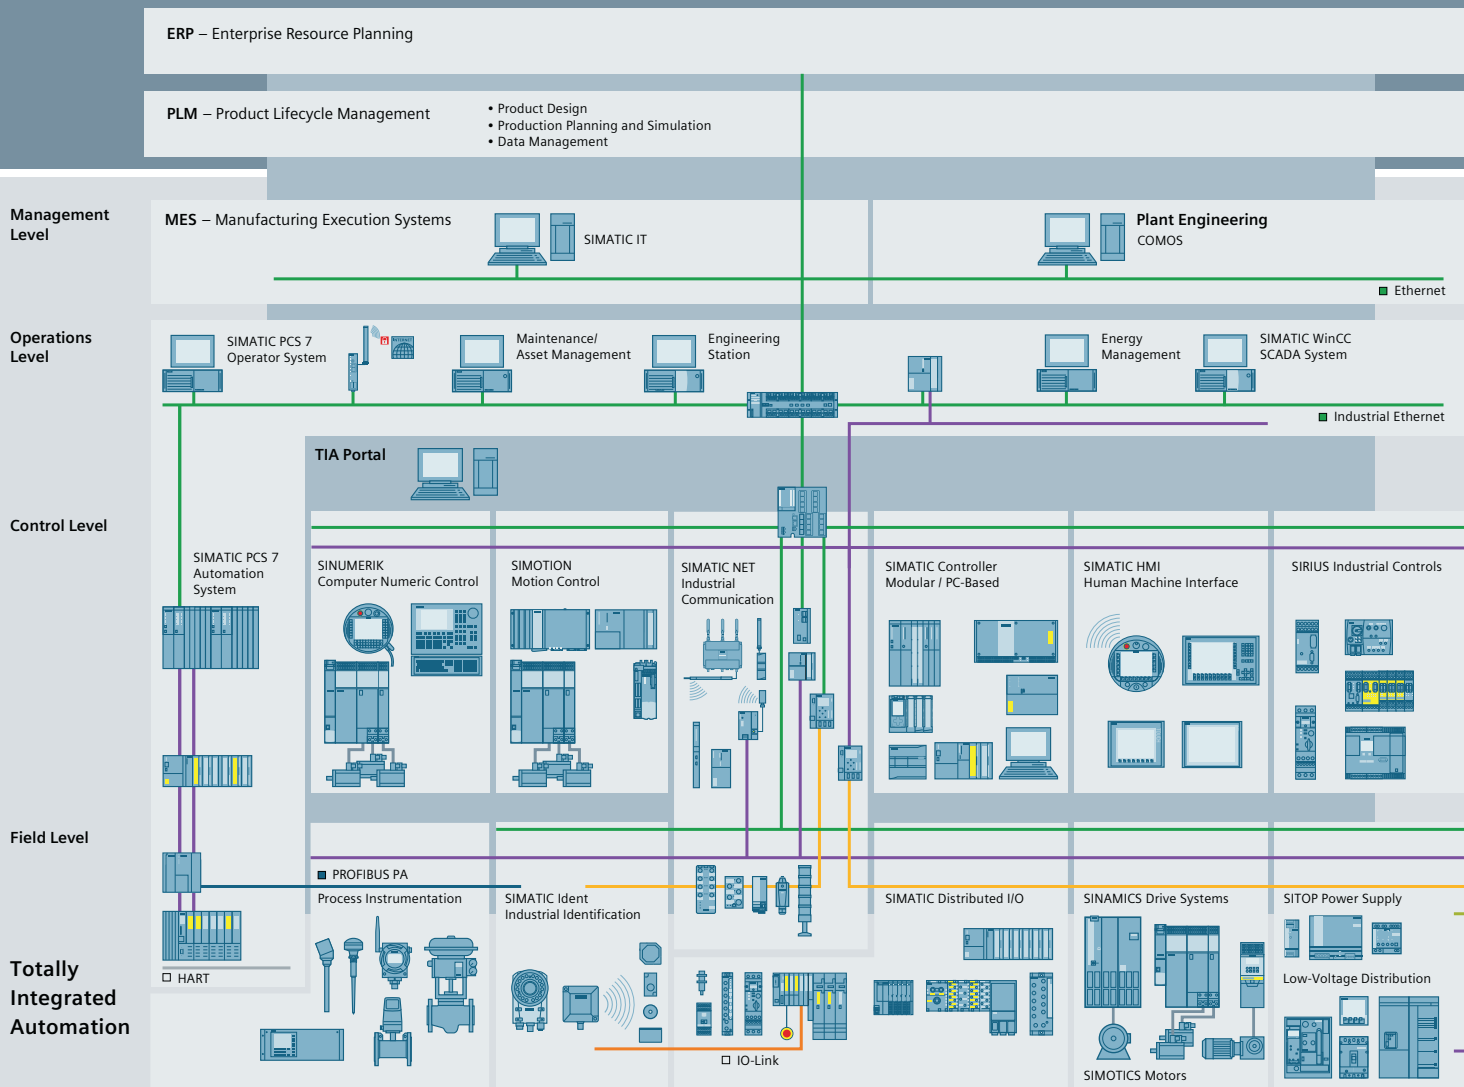 ERP – Enterprise Resource Planning
PLM – Product Lifecycle Management
• Product Design
• Production Planning and Simulation
• Data Management
Management
Level
MES – Manufacturing Execution Systems
SIMATIC IT
Plant Engineering
COMOS
Ethernet
Operations
Level
SIMATIC PCS 7
Operator System
Maintenance/
Asset Management
Engineering
Station
Energy
Management
SIMATIC WinCC
SCADA System
Industrial Ethernet
TIA Portal
Control Level
SIMATIC PCS 7
Automation
System
SINUMERIK
Computer Numeric Control
SIMOTION
Motion Control
SIMATIC NET
Industrial
Communication
SIMATIC Controller
Modular / PC-Based
SIMATIC HMI
Human Machine Interface
SIRIUS Industrial Controls
Field Level
PROFIBUS PA
Process Instrumentation
SIMATIC Ident
Industrial Identification
SIMATIC Distributed I/O
SINAMICS Drive Systems
SITOP Power Supply
Low-Voltage Distribution
HART
Totally
Integrated
Automation
IO-Link
SIMOTICS Motors